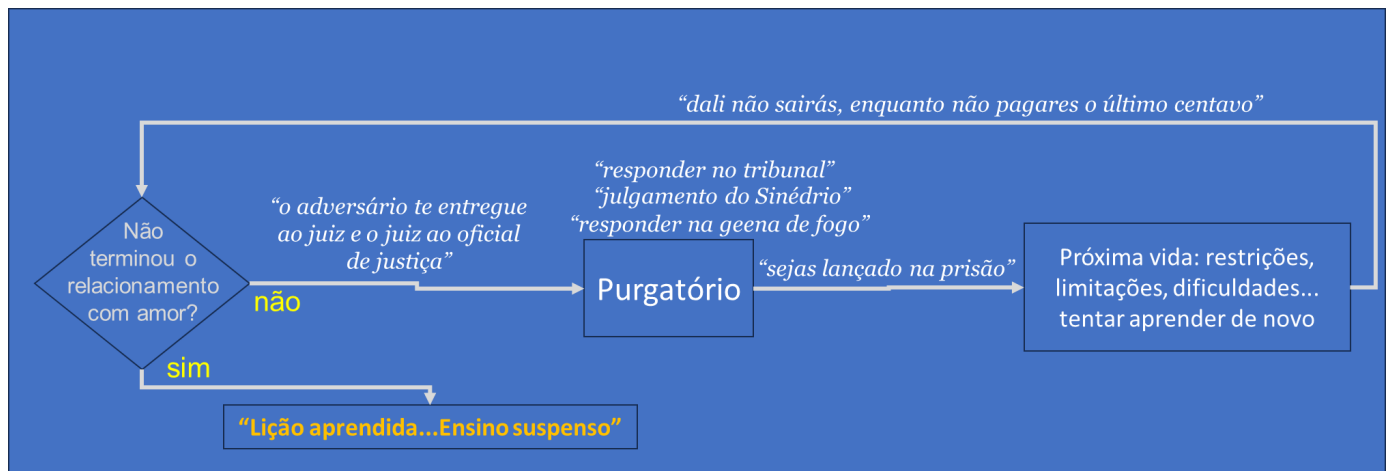 “dali não sairás, enquanto não pagares o último centavo”
“responder no tribunal”
“julgamento do Sinédrio”
“responder na geena de fogo”
“o adversário te entregue
ao juiz e o juiz ao oficial
de justiça”
Não
terminou o
relacionamento
com amor?
não
Purgatório
“sejas lançado na prisão”
Próxima vida: restrições,
limitações, dificuldades...
tentar aprender de novo
sim
“Lição aprendida...Ensino suspenso”